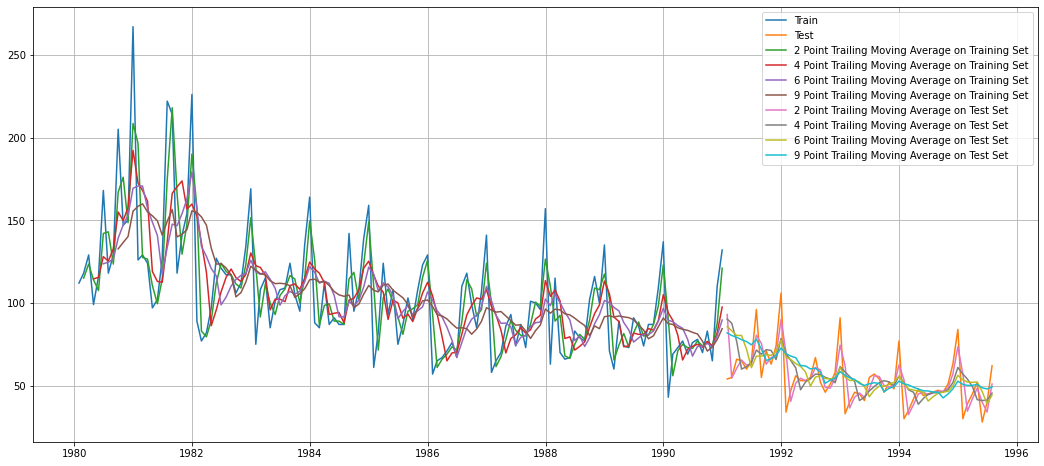 Train
Test
2 Point Trailing Moving Average on Training Set
4 Point Trailing Moving Average on Training Set
6 Point Trailing Moving Average on Training Set
9 Point Trailing Moving Average on Training Set
2 Point Trailing Moving Average on Test Set
4 Point Trailing Moving Average on Test Set
6 Point Trailing Moving Average on Test Set
9 Point Trailing Moving Average on Test Set
250
200
150
100
50
1980 1982 1984 1986 1988 1990 1992 1994 1996